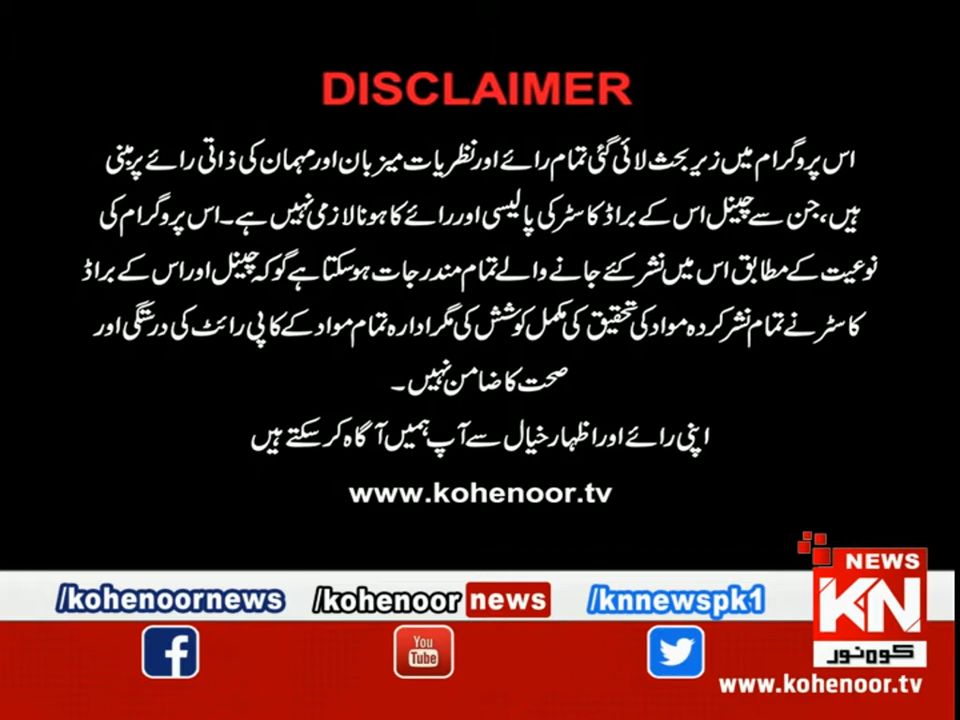 DISCLAIMER
اس پروگرام میں زیر بحث لائی گئی تمام رائے اور نظریات میزبان اور مہمان کی ذاتی رائے پر مبنی
ہیں، جن سے چینل اس کے براڈ کاسٹر کی پالیسی اور رائے کا ہونا لازمی نہیں ہے۔ اس پروگرام کی
نوعیت کے مطابق اس میں نشر کئے جانے والے تمام مندرجات ہو سکتا ہے گو کہ چینل اور اس کے براڈ
کاسٹر نے تمام نشر کردہ مواد کی تحقیق کی مکمل کوشش کی مگر ادارہ تمام مواد کے کاپی رائٹ کی درستگی اور
صحت کا ضامن نہیں۔
اپنی رائے اور اظہار خیال سے آپ ہمیں آگاہ کر سکتے ہیں
www.kohenoor.tv
/kohenoornews /kohenoor news /knnewspk1
NEWS
KN
کوہ نور
You Tube
www.kohenoor.tv